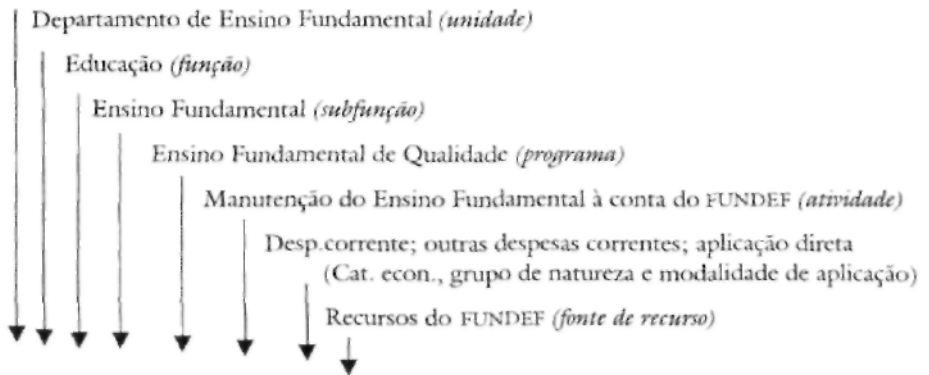 Departamento de Ensino Fundamental (unidade)
Educação (função)
Ensino Fundamental (subfunção)
Ensino Fundamental de Qualidade (programa)
Manutenção do Ensino Fundamental à conta do FUNDEF (atividade)
Desp.corrente; outras despesas correntes; aplicação direta
(Cat. econ., grupo de natureza e modalidade de aplicação)
Recursos do FUNDEF (fonte de recurso)